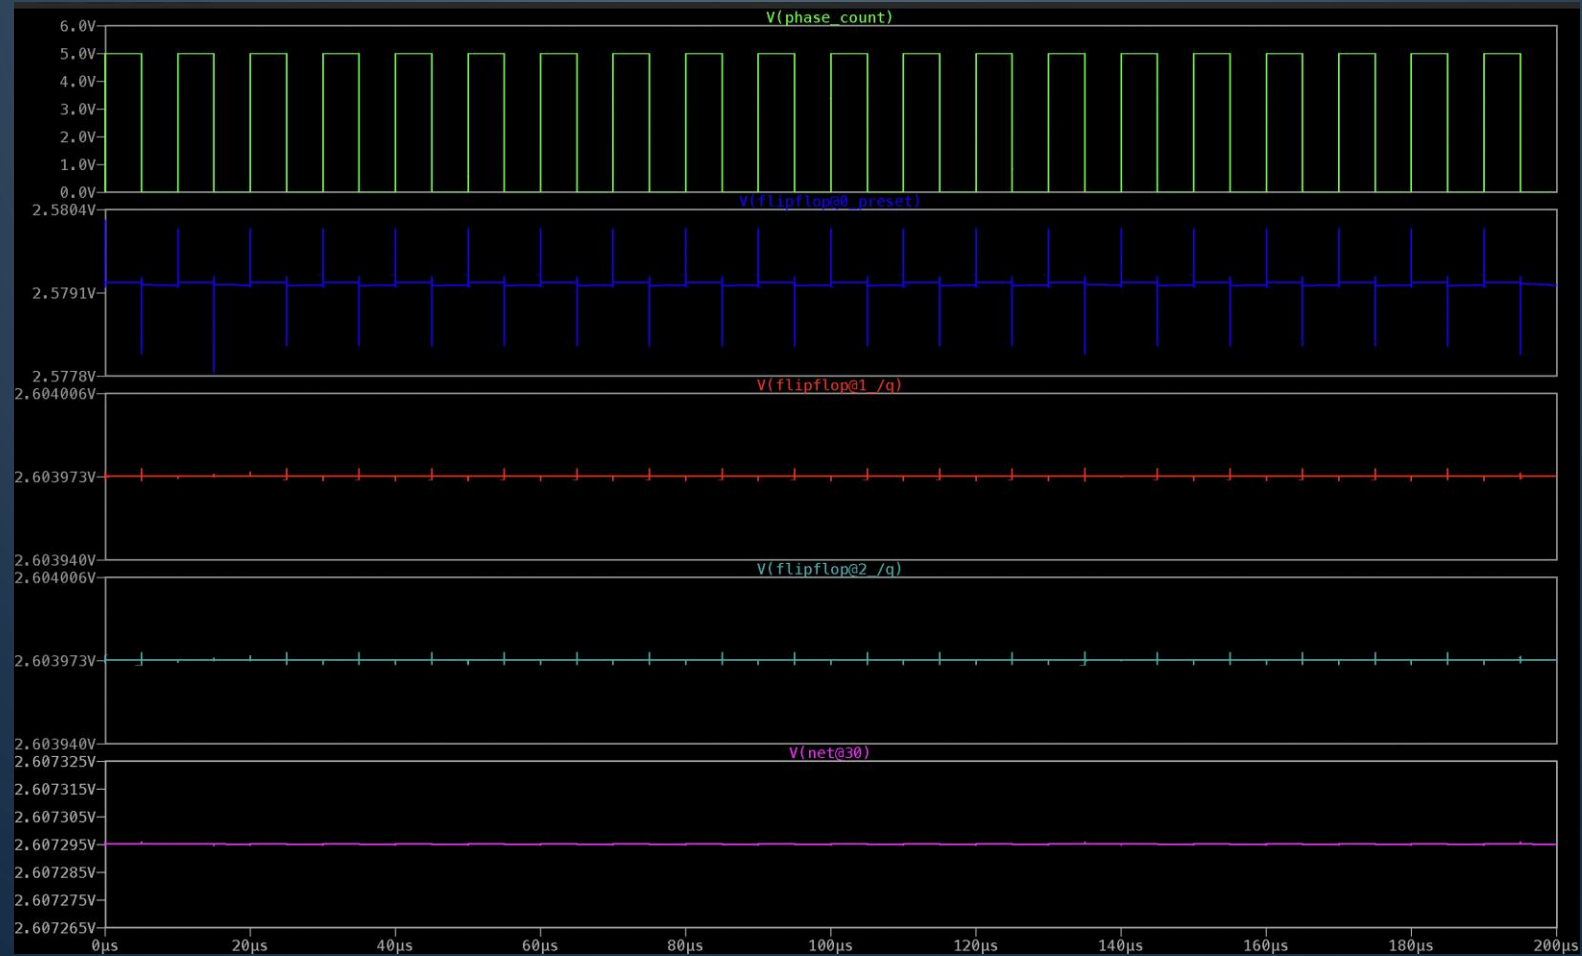 V(phase_count)
6.0V
5.0V
4.0V
3.0V
2.0V
1.0V
0.0V
V(flipflop@0_preset)
2.5804V
2.5791V
2.5778V
V(flipflop@1_/q)
2.604006V
2.603973V
2.603940V
V(flipflop@2_/q)
2.604006V
2.603973V
2.603940V
V(net@30)
2.607325V
2.607315V
2.607305V
2.607295V
2.607285V
2.607275V
2.607265V
0µs 20µs 40µs 60µs 80µs 100µs 120µs 140µs 160µs 180µs 200µs